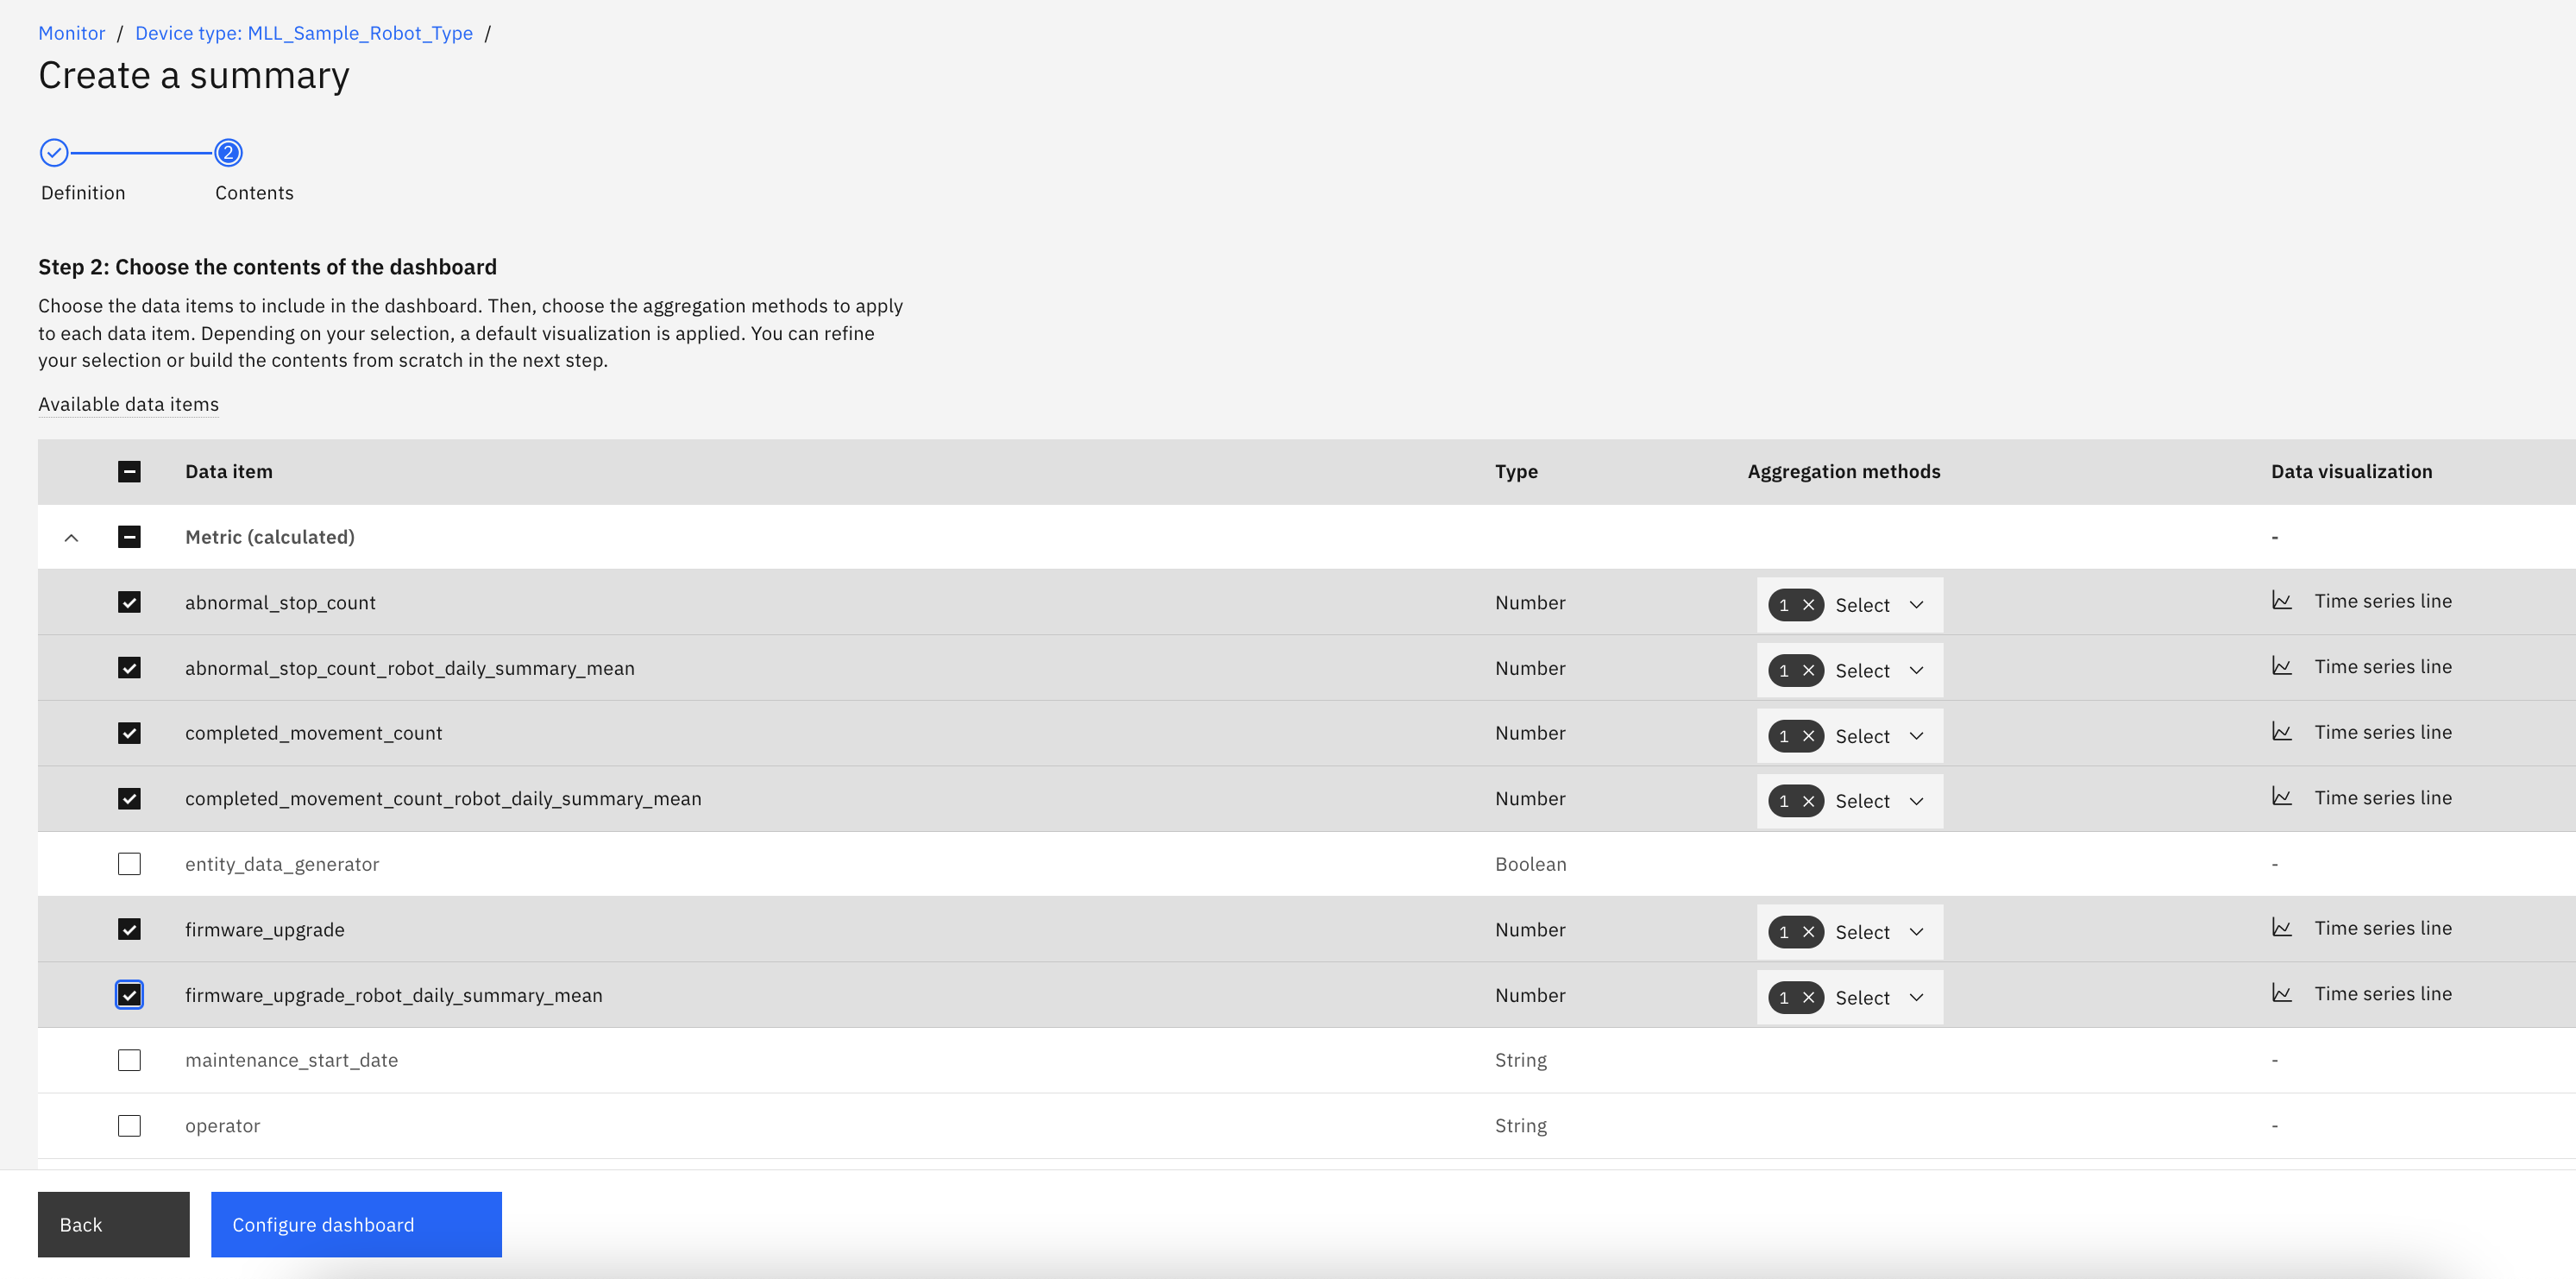 Monitor / Device type: MLL_Sample_Robot_Type /
Create a summary
2
Definition Contents
Step 2: Choose the contents of the dashboard
Choose the data items to include in the dashboard. Then, choose the aggregation methods to apply
to each data item. Depending on your selection, a default visualization is applied. You can refine
your selection or build the contents from scratch in the next step.
Available data items
Data item Type Aggregation methods Data visualization
Metric (calculated) -
abnormal_stop_count Number 1 Select Time series line
abnormal_stop_count_robot_daily_summary_mean Number 1 Select Time series line
completed_movement_count Number 1 Select Time series line
completed_movement_count_robot_daily_summary_mean Number 1 Select Time series line
entity_data_generator Boolean -
firmware_upgrade Number 1 Select Time series line
firmware_upgrade_robot_daily_summary_mean Number 1 Select Time series line
maintenance_start_date String -
operator String -
Back Configure dashboard